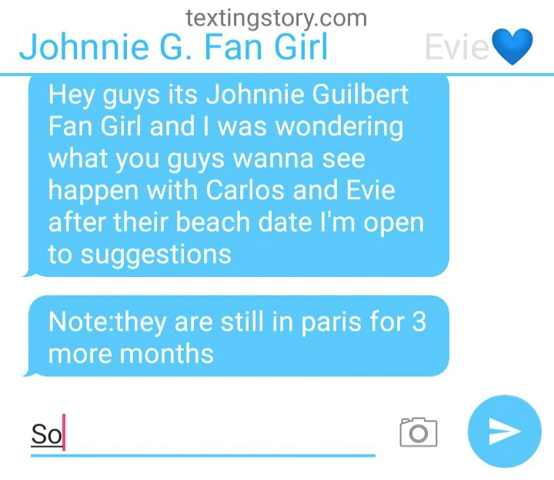 textingstory.com
Johnnie G. Fan Girl Evie💙
Hey guys its Johnnie Guilbert
Fan Girl and I was wondering
what you guys wanna see
happen with Carlos and Evie
after their beach date I'm open
to suggestions
Note:they are still in paris for 3
more months
So